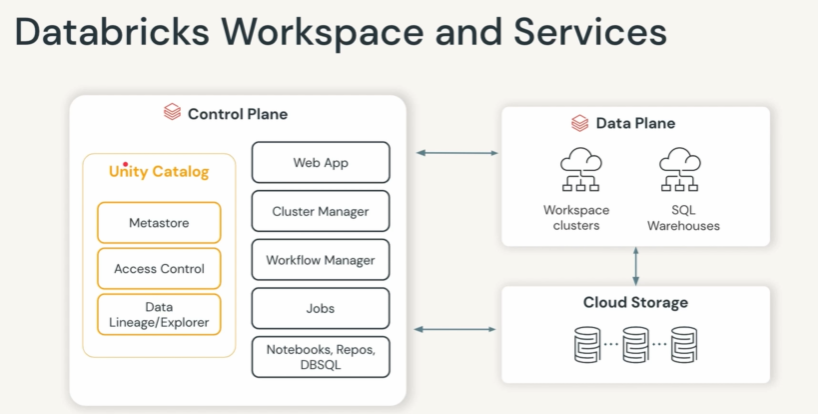 Databricks Workspace and Services
Control Plane
Unity Catalog
Metastore
Access Control
Data
Lineage/Explorer
Web App
Cluster Manager
Workflow Manager
Jobs
Notebooks, Repos,
DBSQL
Data Plane
Workspace
clusters
SQL
Warehouses
Cloud Storage